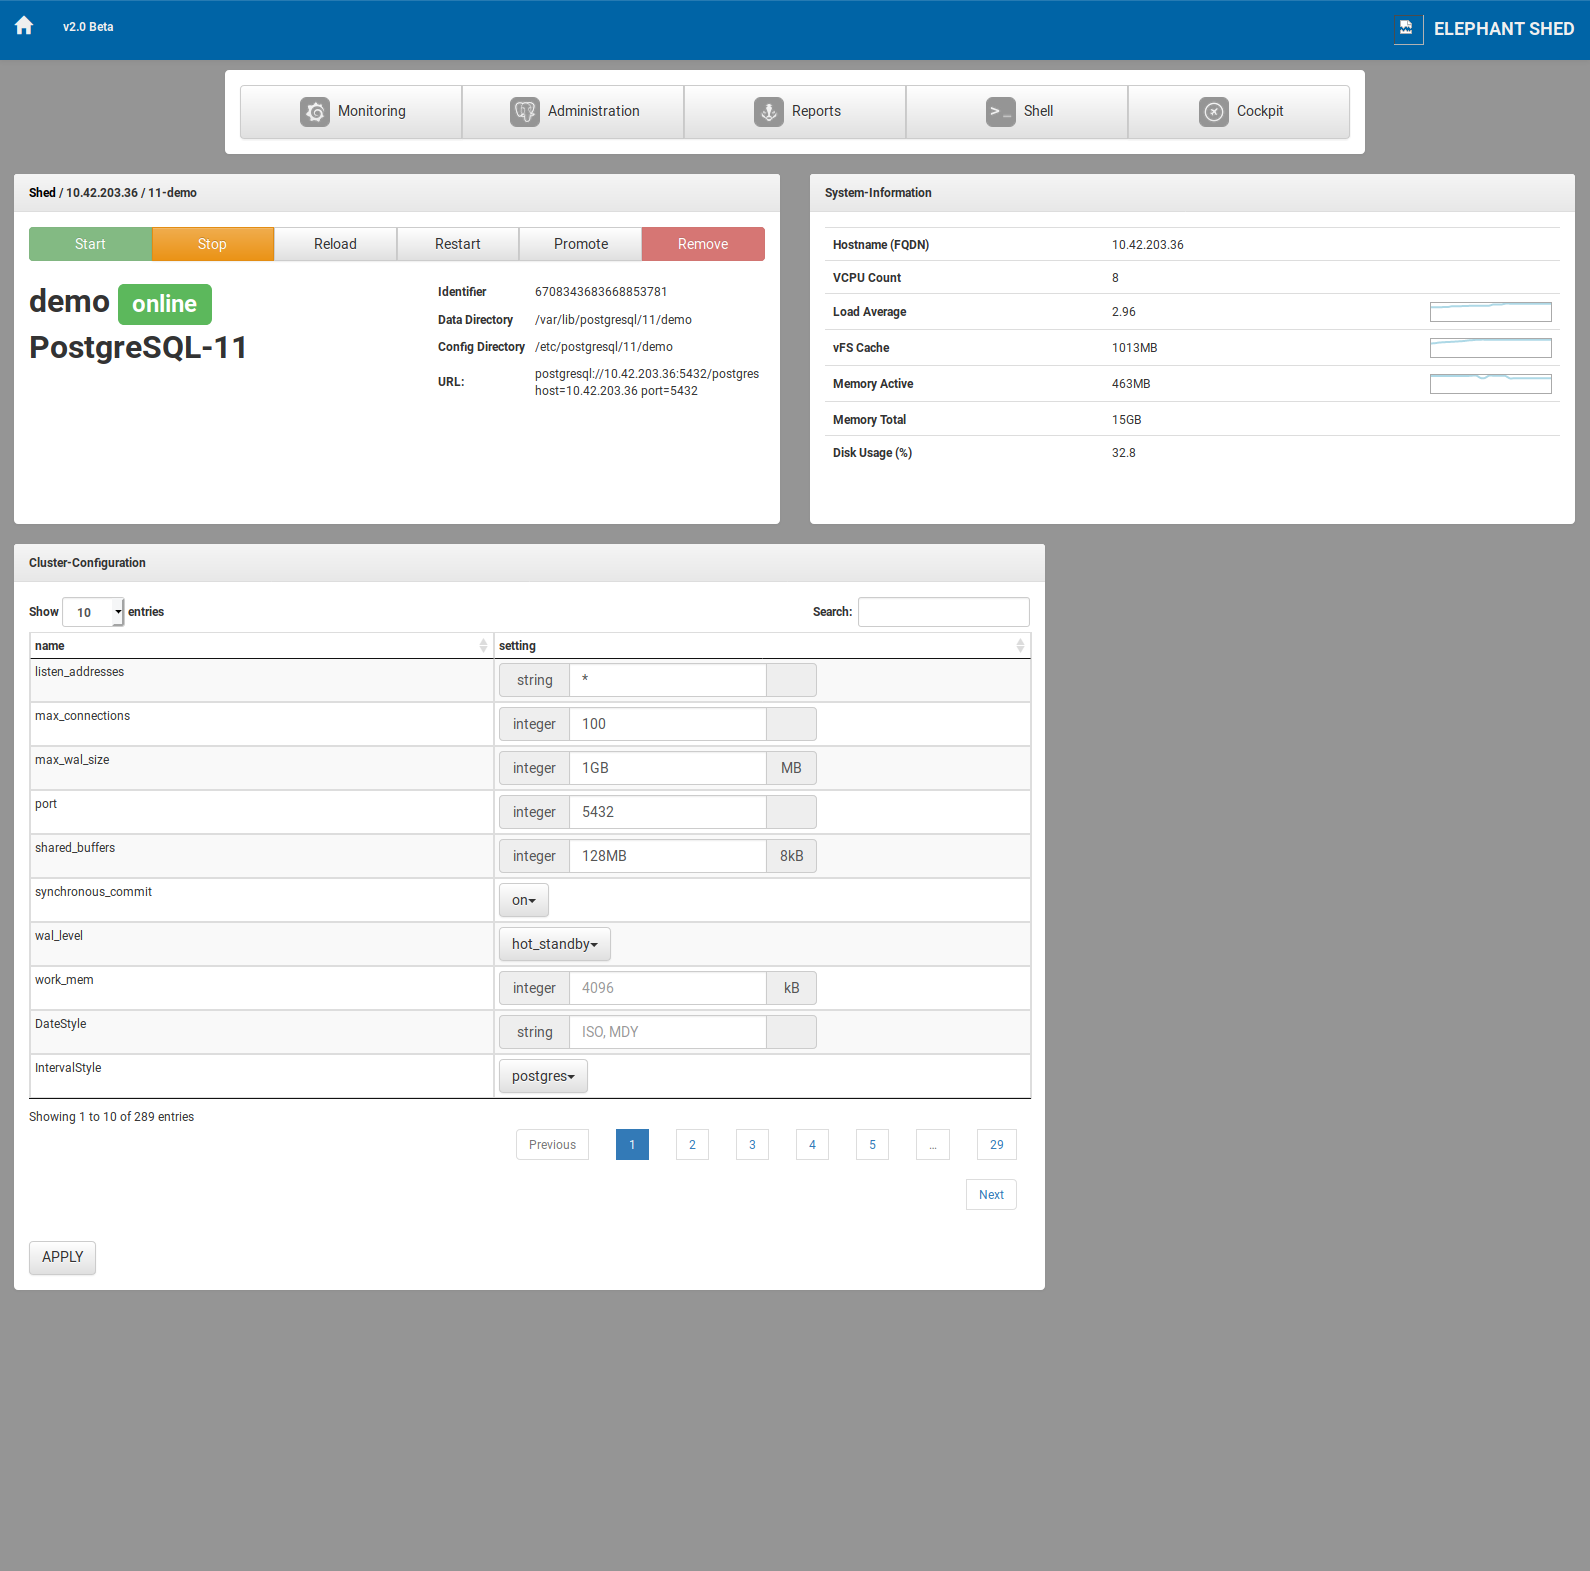 v2.0 Beta
ELEPHANT SHED
Monitoring
Administration
Reports
Shell
Cockpit
Shed / 10.42.203.36 / 11-demo
Start
Stop
Reload
Restart
Promote
Remove
demo online
PostgreSQL-11
Identifier 6708343683668853781
Data Directory /var/lib/postgresql/11/demo
Config Directory /etc/postgresql/11/demo
URL: postgresql://10.42.203.36:5432/postgres
host=10.42.203.36 port=5432
System-Information
Hostname (FQDN) 10.42.203.36
VCPU Count 8
Load Average 2.96
vFS Cache 1013MB
Memory Active 463MB
Memory Total 15GB
Disk Usage (%) 32.8
Cluster-Configuration
Show 10 entries
Search:
name setting
listen_addresses string *
max_connections integer 100
max_wal_size integer 1GB MB
port integer 5432
shared_buffers integer 128MB 8kB
synchronous_commit on
wal_level hot_standby
work_mem integer 4096 kB
DateStyle string ISO, MDY
IntervalStyle postgres
Showing 1 to 10 of 289 entries
Previous 1 2 3 4 5 … 29
Next
APPLY